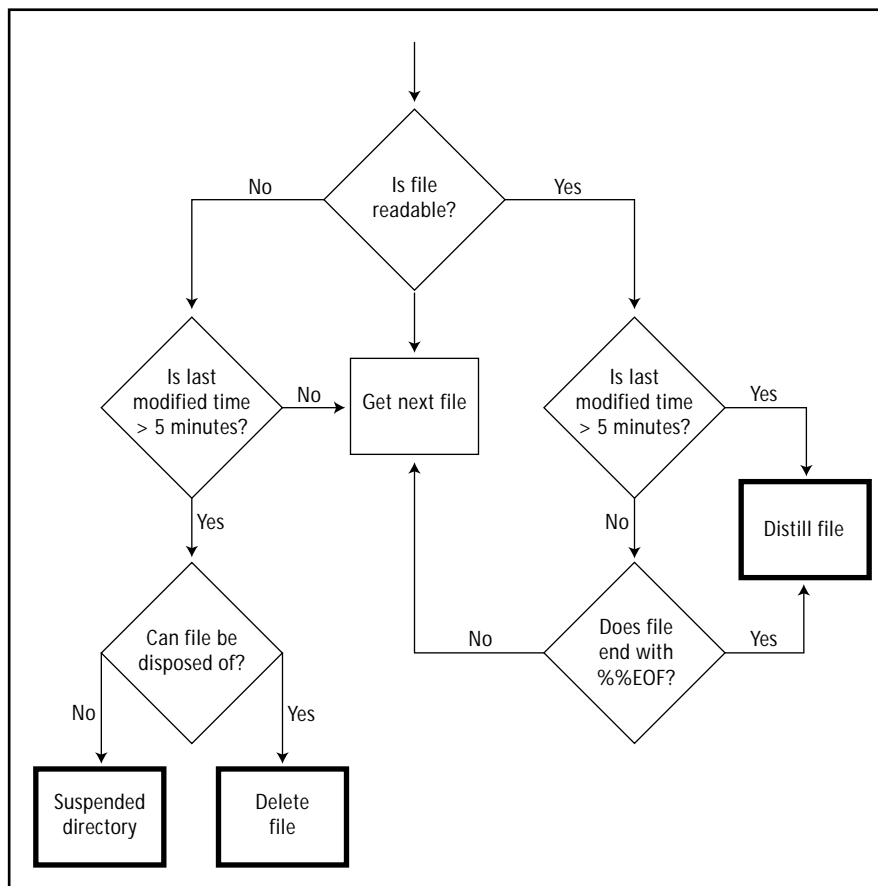 No
Is file
readable?
Yes
Is last
modified time
> 5 minutes?
No
Get next file
Is last
modified time
> 5 minutes?
Yes
Yes
No
Distill file
Can file be
disposed of?
No
Does file
end with
%%EOF?
Yes
No
Yes
Suspended
directory
Delete
file